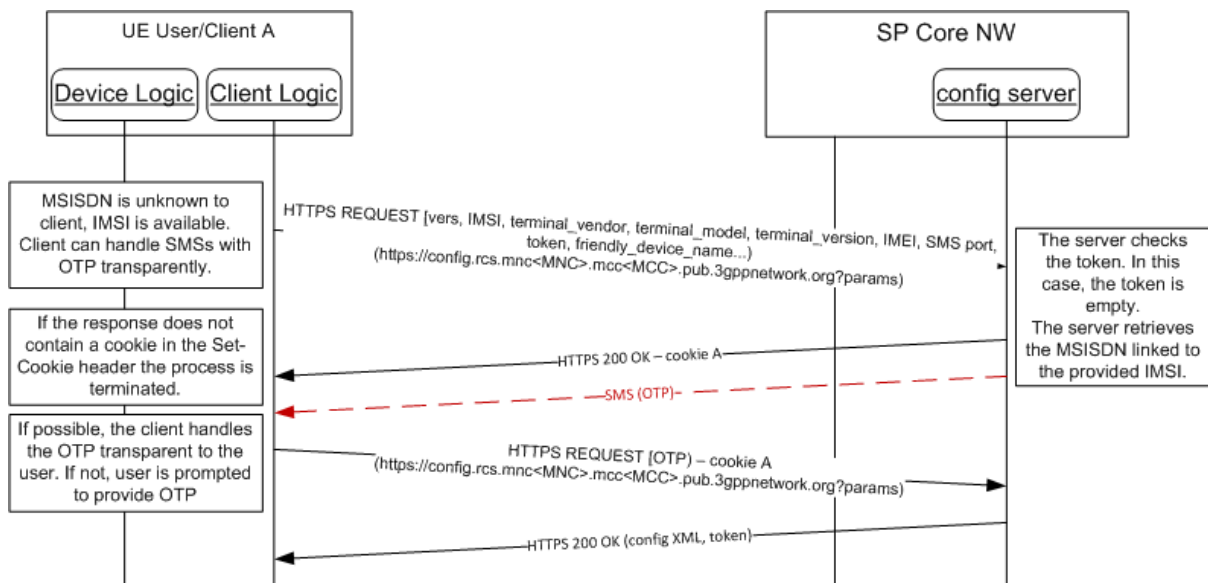 UE User/Client A
SP Core NW
Device Logic
Client Logic
config server
MSISDN is unknown to
client, IMSI is available.
Client can handle SMSs with
OTP transparently.
HTTPS REQUEST [vers, IMSI, terminal_vendor, terminal_model, terminal_version, IMEI, SMS port,
token, friendly_device_name...)
(https://config.rcs.mnc<MNC>.mcc<MCC>.pub.3gppnetwork.org?params)
The server checks
the token. In this
case, the token is
empty.
The server retrieves
the MSISDN linked to
the provided IMSI.
If the response does not
contain a cookie in the Set-
Cookie header the process is
terminated.
HTTPS 200 OK – cookie A
SMS (OTP)
If possible, the client handles
the OTP transparent to the
user. If not, user is prompted
to provide OTP
HTTPS REQUEST [OTP) – cookie A
(https://config.rcs.mnc<MNC>.mcc<MCC>.pub.3gppnetwork.org?params)
HTTPS 200 OK (config XML, token)